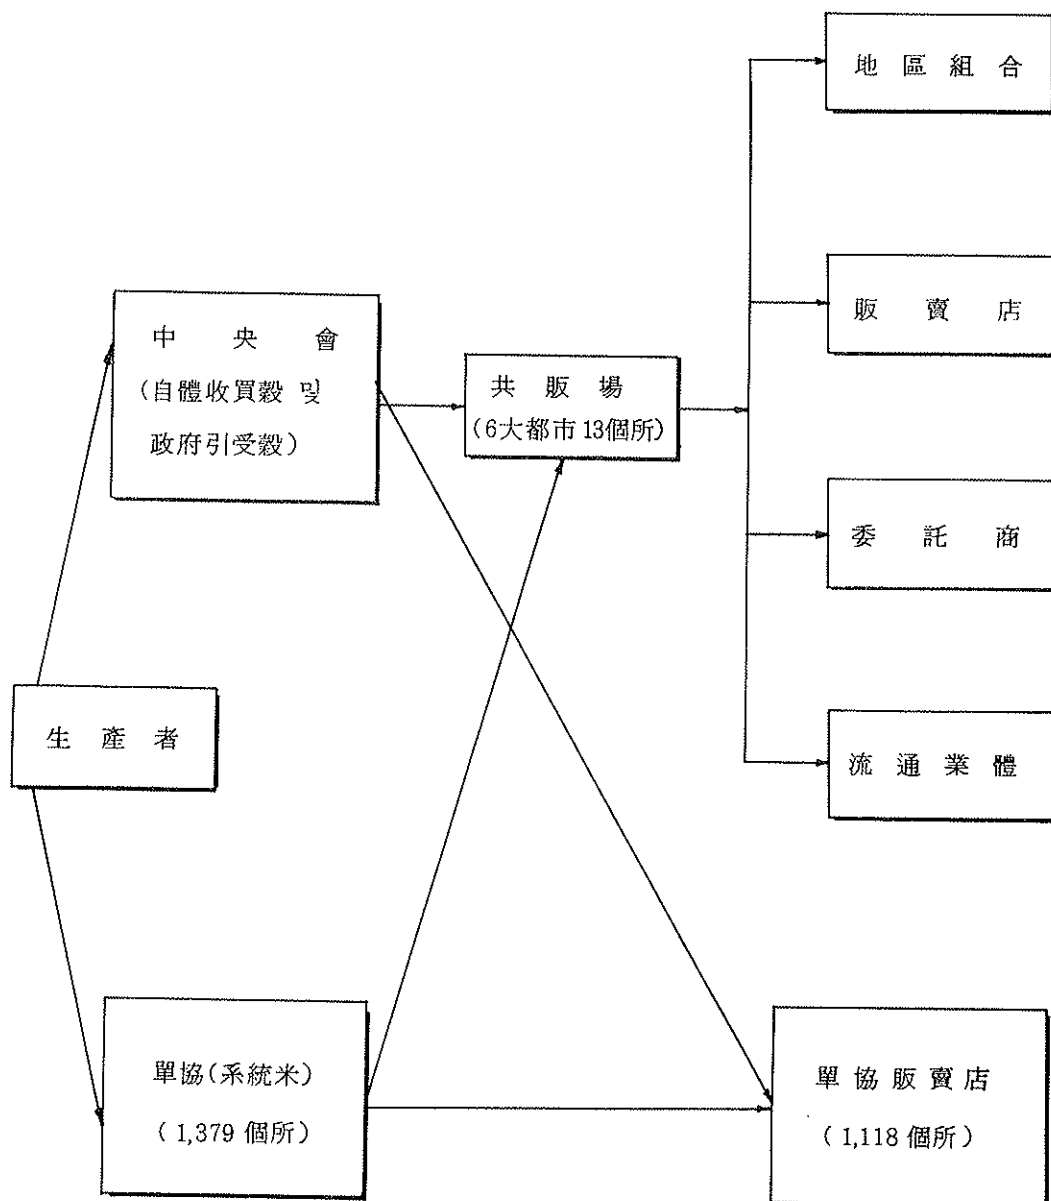 地區組合
販賣店
委託商
流通業體
中央會
(自體收買穀 및
政府引受穀)
共販場
(6大都市 13個所)
生產者
單協(系統米)
(1,379 個所)
單協販賣店
(1,118 個所)